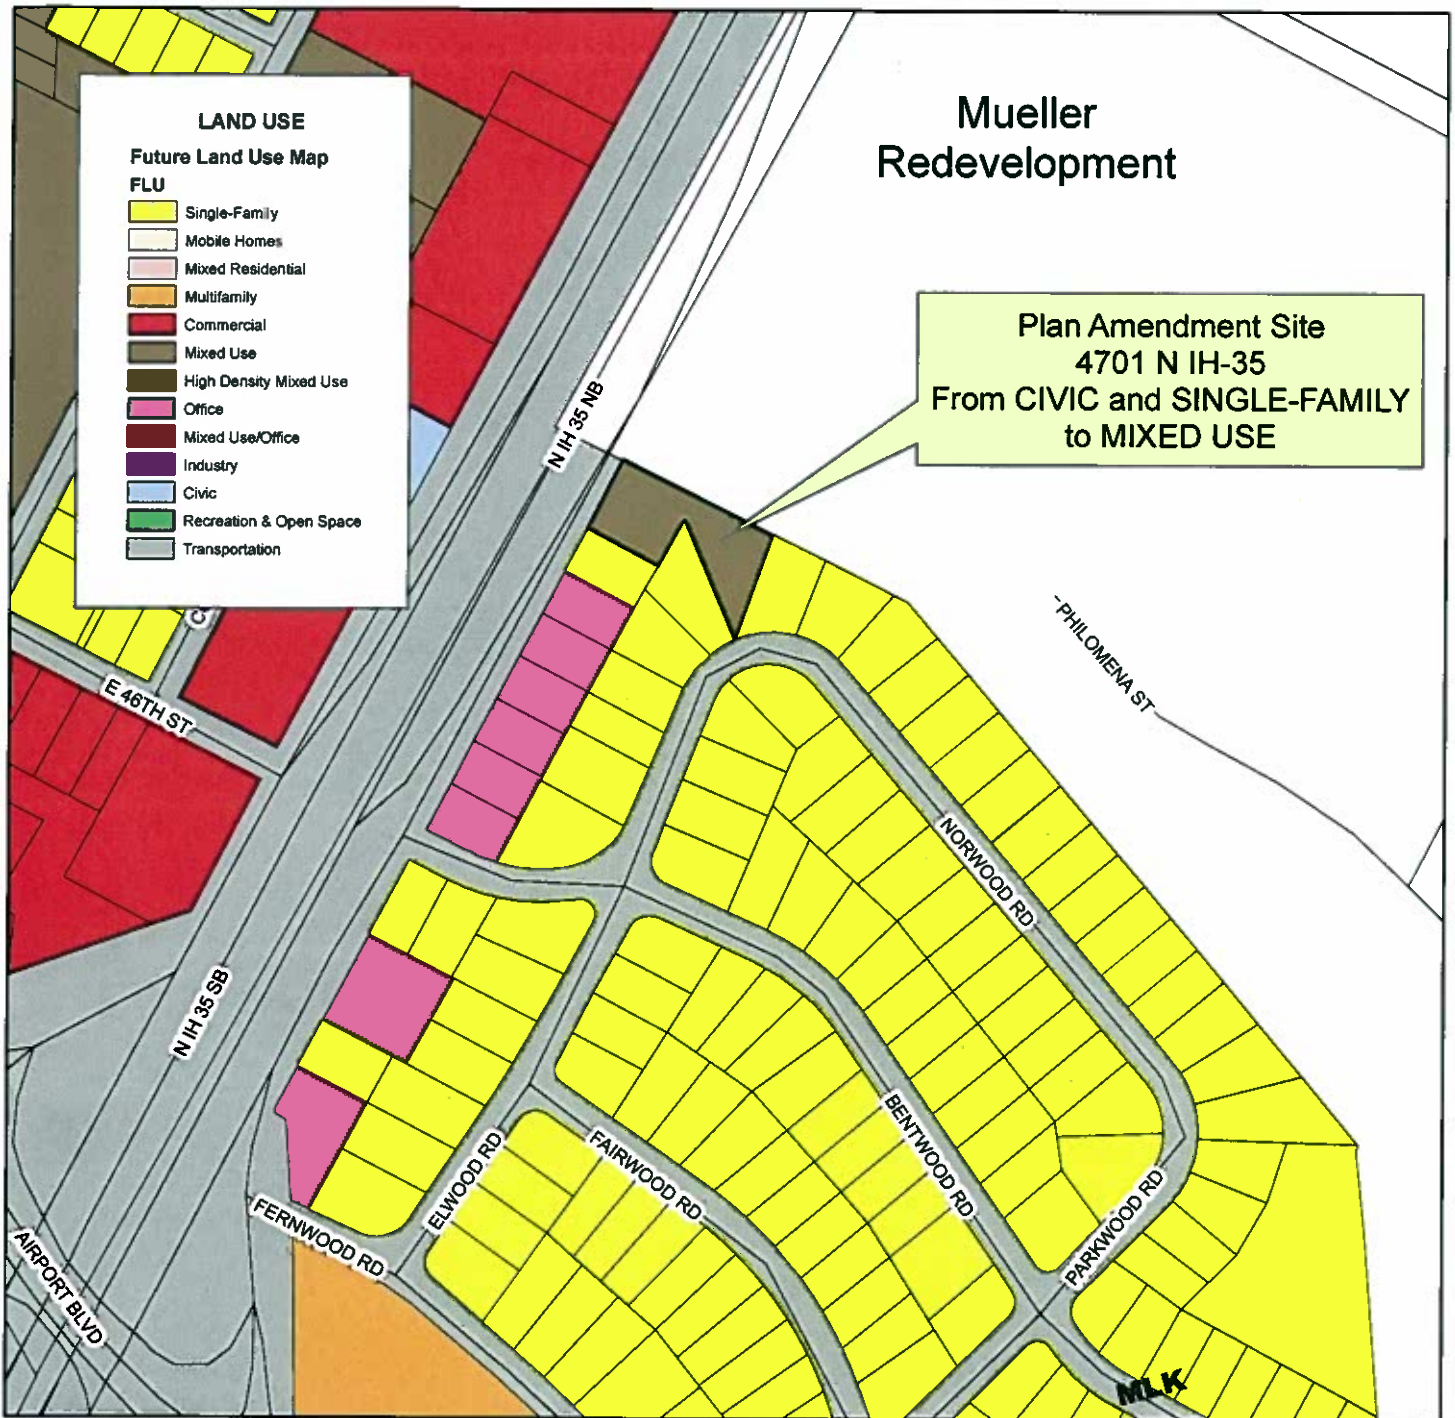 LAND USE
Future Land Use Map
FLU
Single-Family
Mobile Homes
Mixed Residential
Multifamily
Commercial
Mixed Use
High Density Mixed Use
Office
Mixed Use/Office
Industry
Civic
Recreation & Open Space
Transportation
Mueller
Redevelopment
Plan Amendment Site
4701 N IH-35
From CIVIC and SINGLE-FAMILY
to MIXED USE
N IH 35 NB
PHILOMENA ST
E 46TH ST
NORWOOD RD
N IH 35 SB
BENTWOOD RD
FAIRWOOD RD
ELWOOD RD
PARKWOOD RD
FERNWOOD RD
AIRPORT BLVD
MLK